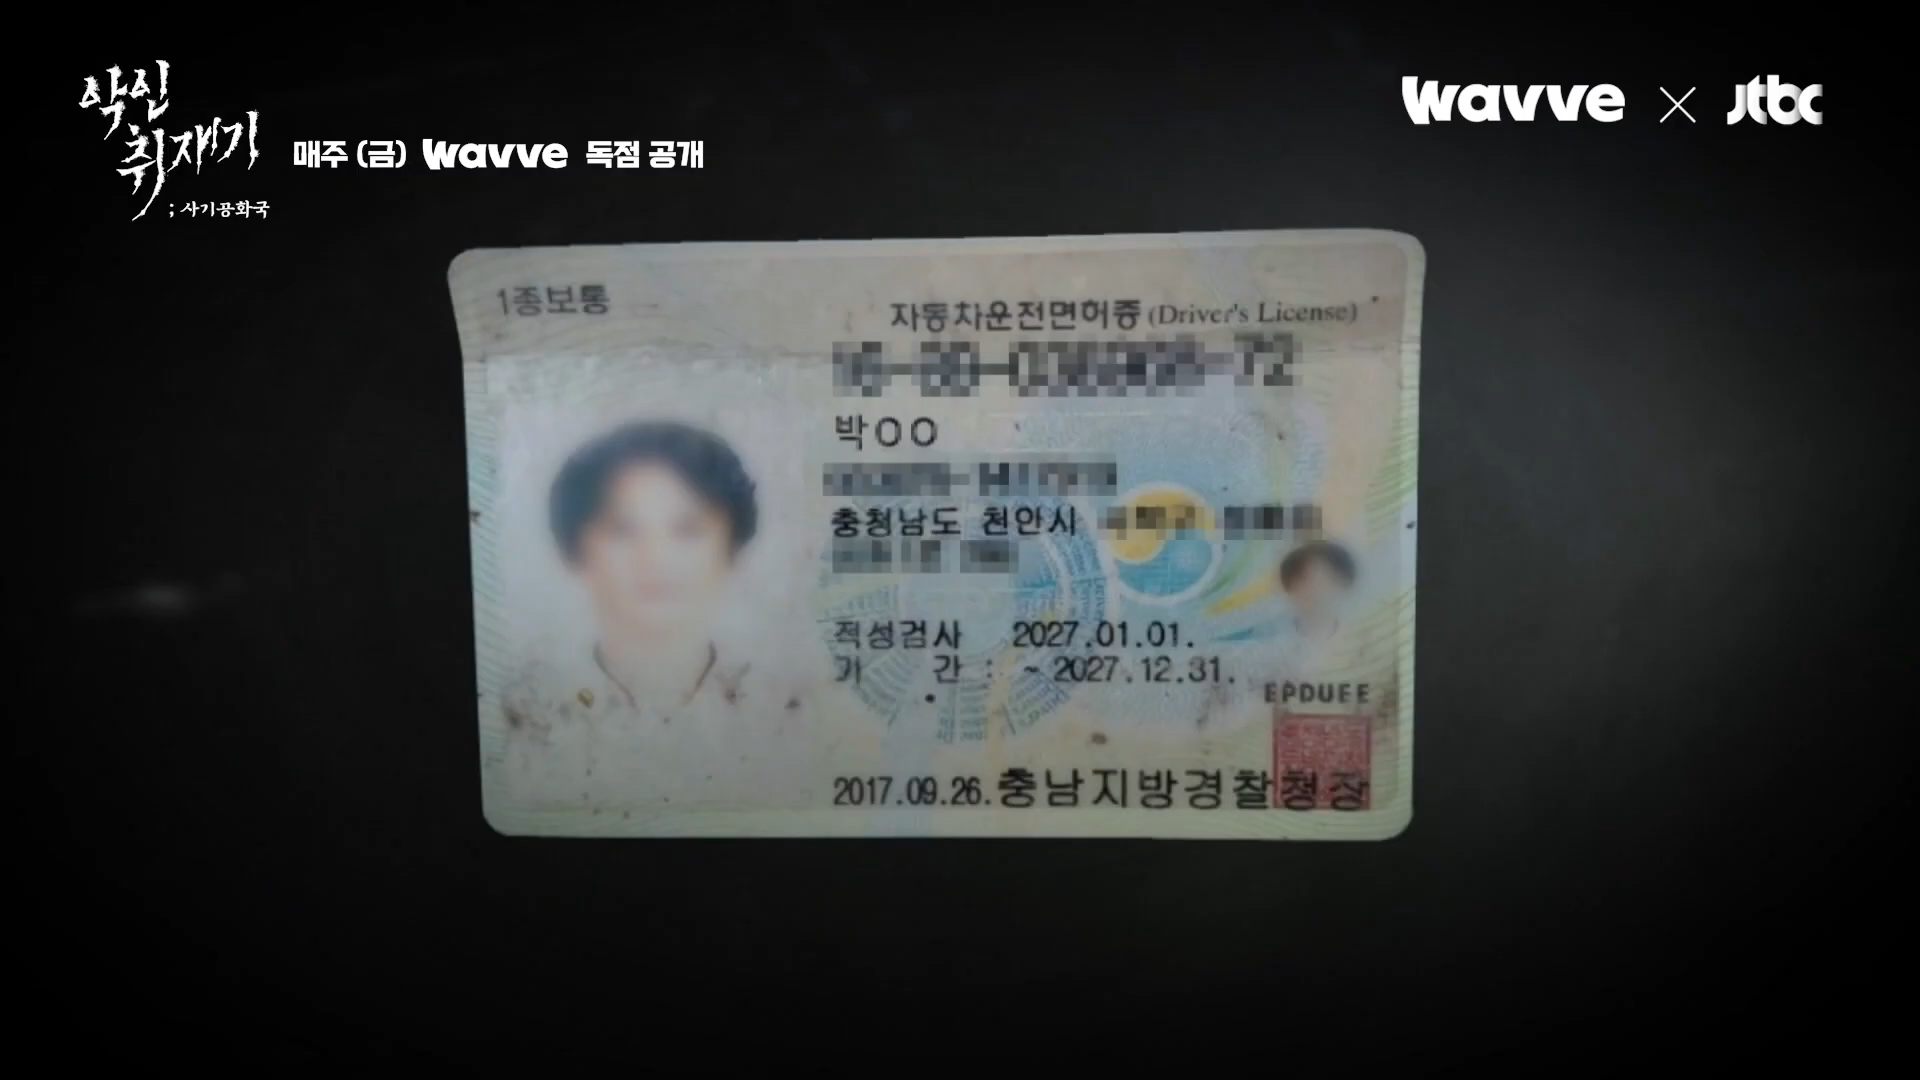 악인
취재기
; 사기공화국
매주 (금) wavve 독점 공개
wavve × jtbc
1종보통
자동차운전면허증 (Driver's License)
박○○
충청남도 천안시
적성검사 2027.01.01.
기 간 : ~ 2027.12.31.
EPDUEE
2017.09.26. 충남지방경찰청장